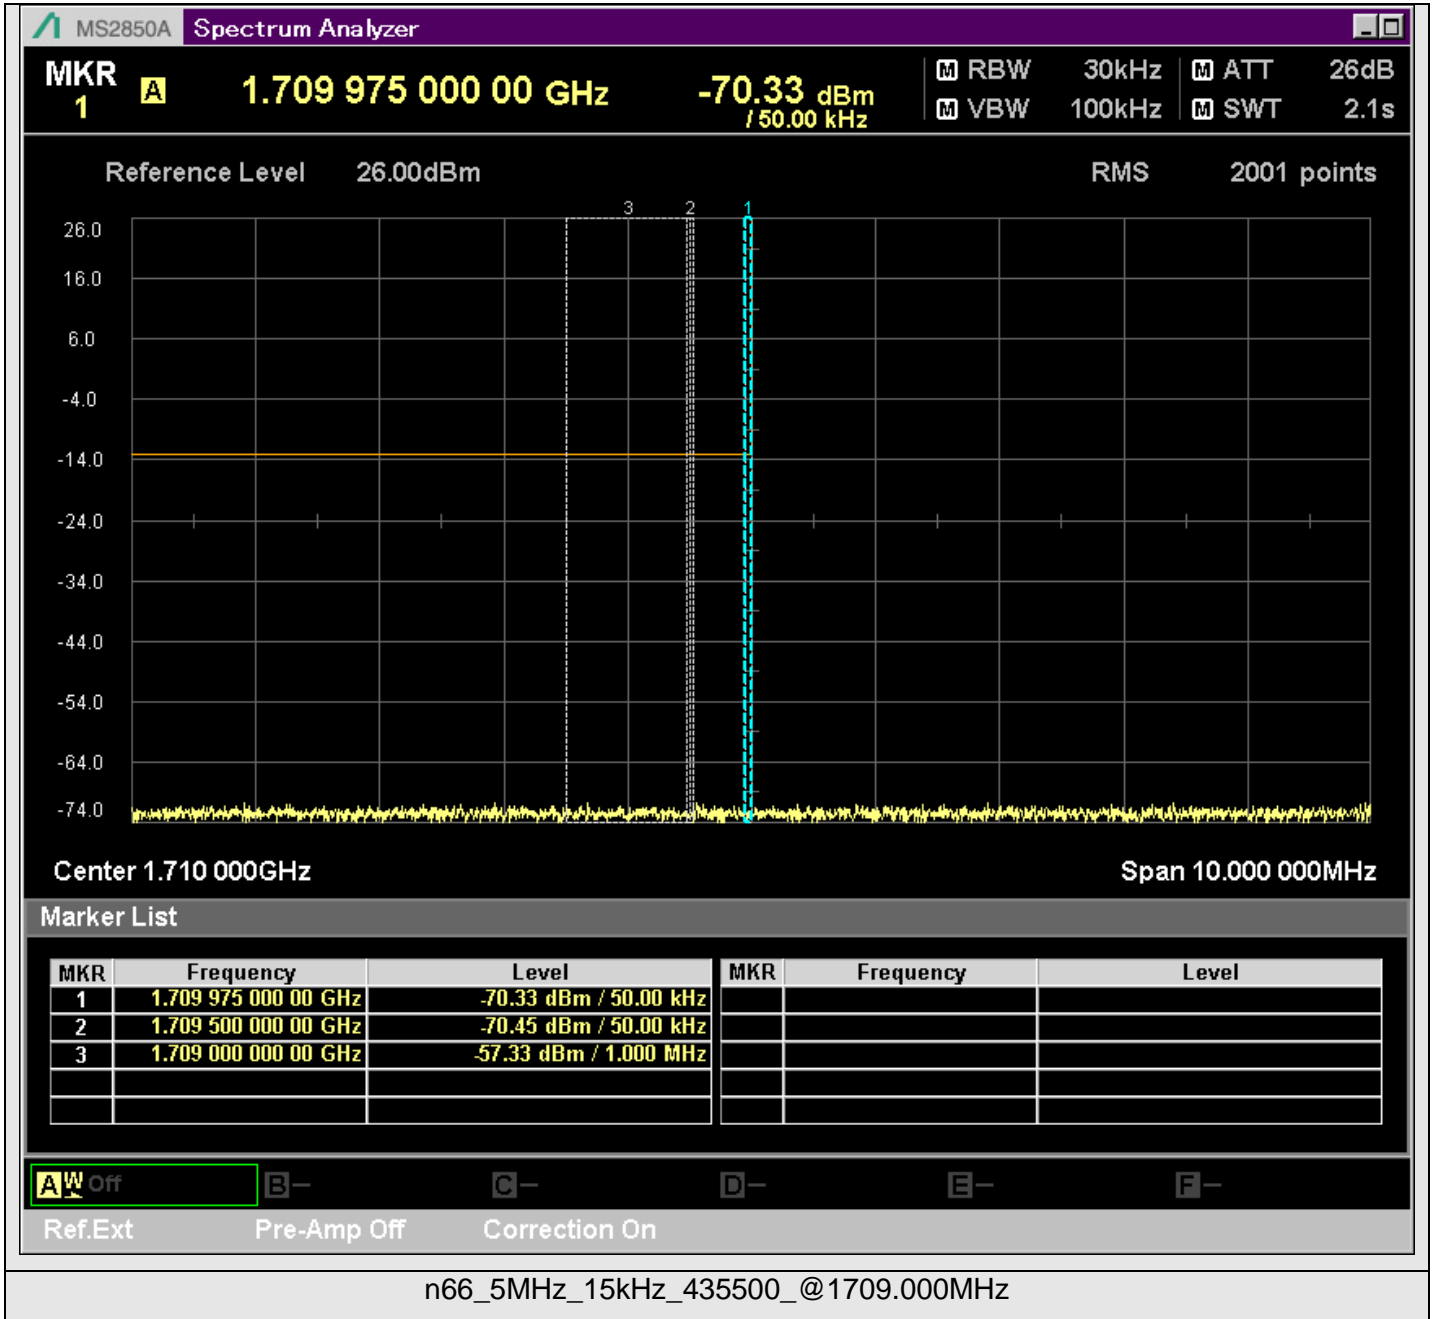 MS2850A Spectrum Analyzer
MKR 1 A 1.709 975 000 00 GHz -70.33 dBm / 50.00 kHz
M RBW 30kHz M ATT 26dB
M VBW 100kHz M SWT 2.1s
Reference Level 26.00dBm RMS 2001 points
3 2 1
26.0
16.0
6.0
-4.0
-14.0
-24.0
-34.0
-44.0
-54.0
-64.0
-74.0
Center 1.710 000GHz Span 10.000 000MHz
Marker List
MKR Frequency Level MKR Frequency Level
1 1.709 975 000 00 GHz -70.33 dBm / 50.00 kHz
2 1.709 500 000 00 GHz -70.45 dBm / 50.00 kHz
3 1.709 000 000 00 GHz -57.33 dBm / 1.000 MHz
A W Off B − C − D − E − F −
Ref.Ext Pre-Amp Off Correction On
n66_5MHz_15kHz_435500_@1709.000MHz